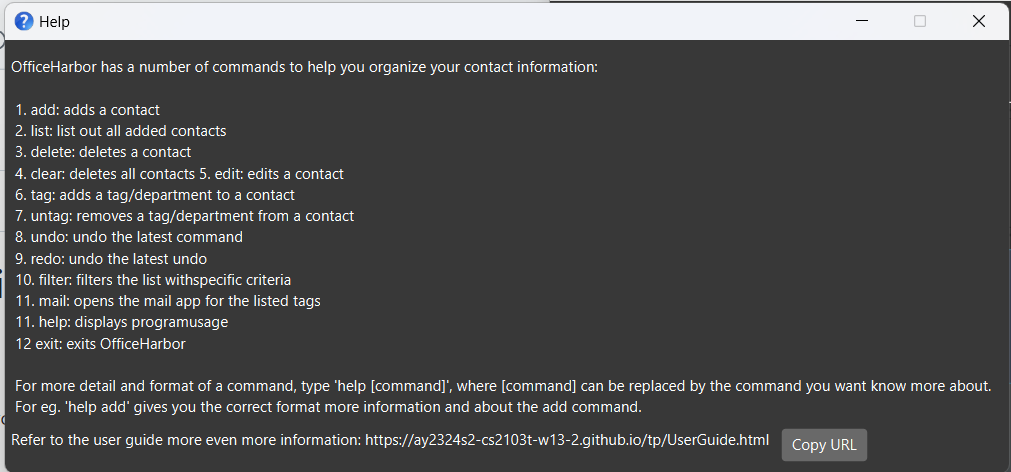 Help
OfficeHarbor has a number of commands to help you organize your contact information:
1. add: adds a contact
2. list: list out all added contacts
3. delete: deletes a contact
4. clear: deletes all contacts 5. edit: edits a contact
6. tag: adds a tag/department to a contact
7. untag: removes a tag/department from a contact
8. undo: undo the latest command
9. redo: undo the latest undo
10. filter: filters the list withspecific criteria
11. mail: opens the mail app for the listed tags
11. help: displays programusage
12 exit: exits OfficeHarbor
For more detail and format of a command, type 'help [command]', where [command] can be replaced by the command you want know more about.
For eg. 'help add' gives you the correct format more information and about the add command.
Refer to the user guide more even more information: https://ay2324s2-cs2103t-w13-2.github.io/tp/UserGuide.html
Copy URL